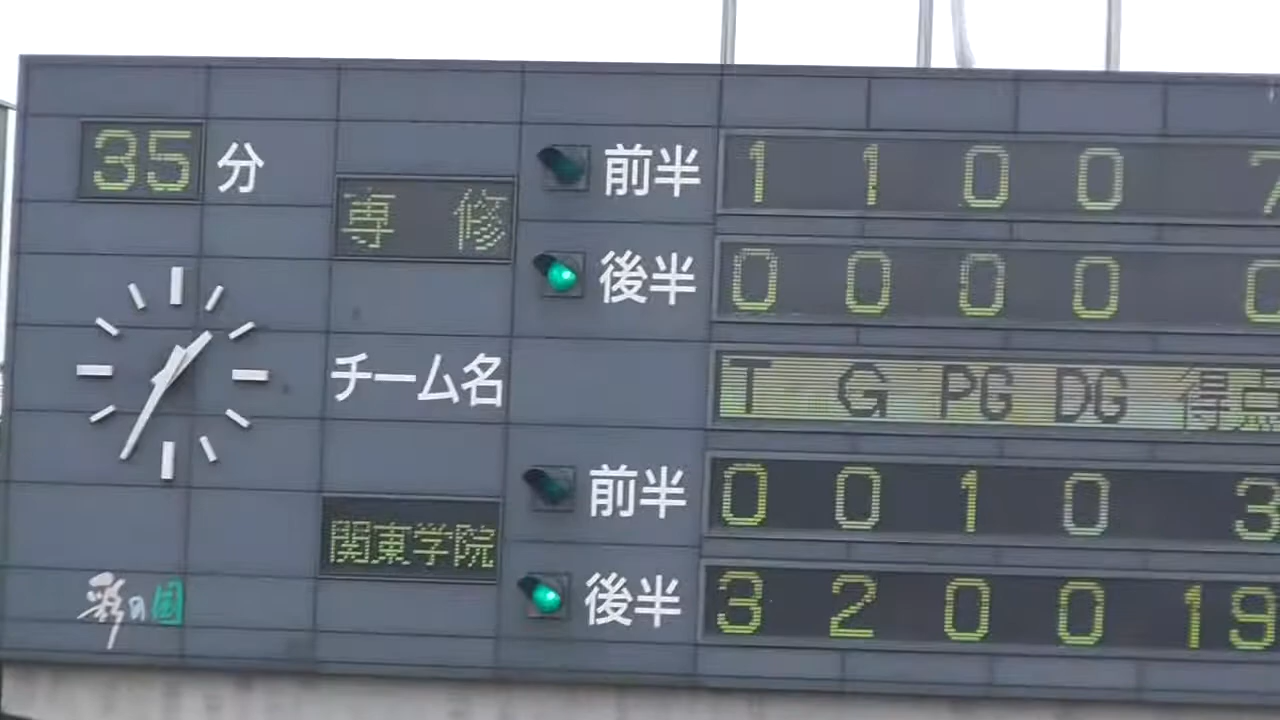 35 分
専 修
前半 1 1 0 0 7
後半 0 0 0 0 0
チーム名 T G PG DG 得点
関東学院
前半 0 0 1 0 3
後半 3 2 0 0 19
彩の国